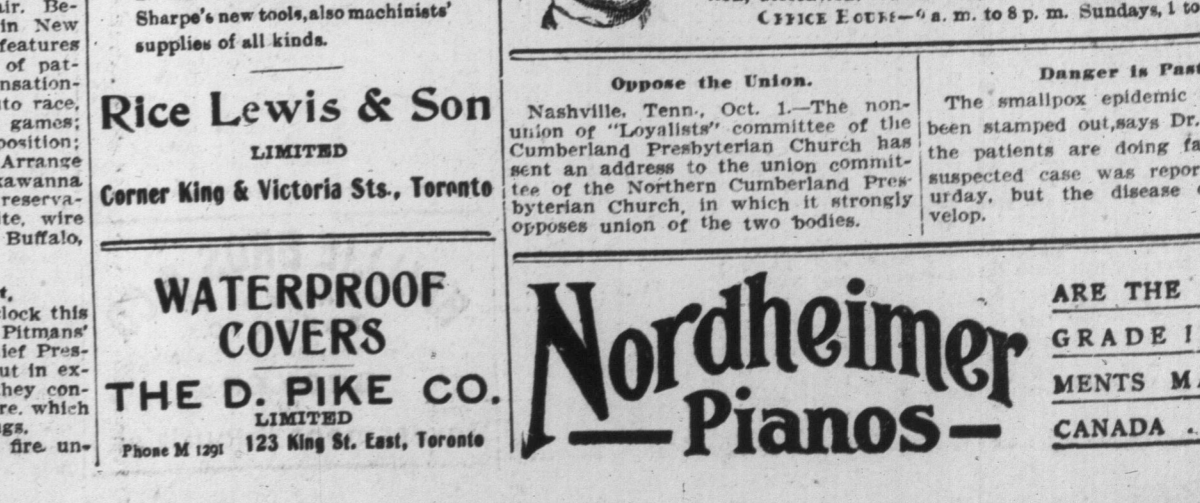 air. Be-
in New
features
of pat-
nsation-
uto race,
games;
position;
Arrange
kawanna
reserva-
ite, wire
Buffalo,
t,
lock this
Pitmans'
ief Pres-
ut in ex-
hey con-
re, which
gs,
fire un-
Sharpe's new tools, also machinists'
supplies of all kinds.
Rice Lewis & Son
LIMITED
Corner King & Victoria Sts., Toronto
WATERPROOF
COVERS
THE D. PIKE CO.
LIMITED
Phone M 1291 123 King St. East, Toronto
a. m. to 8 p. m. Sundays, 1 to
Oppose the Union.
Nashville, Tenn., Oct. 1.—The non-
union of "Loyalists" committee of the
Cumberland Presbyterian Church has
sent an address to the union commit-
tee of the Northern Cumberland Pres-
byterian Church, in which it strongly
opposes union of the two bodies.
Danger is Past
The smallpox epidemic
been stamped out, says Dr.
the patients are doing fa
suspected case was repor
urday, but the disease
velop.
Nordheimer
Pianos
ARE THE
GRADE I
MENTS MA
CANADA .